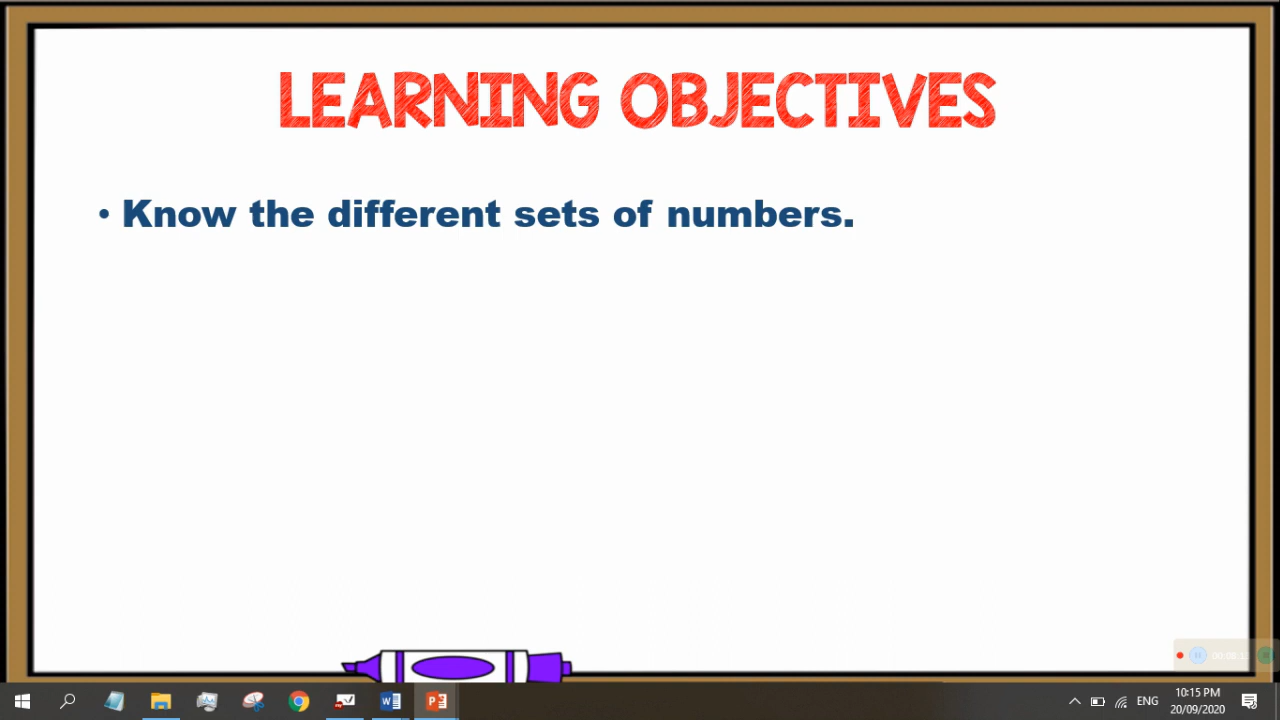 LEARNING OBJECTIVES
• Know the different sets of numbers.
ENG
10:15 PM
20/09/2020